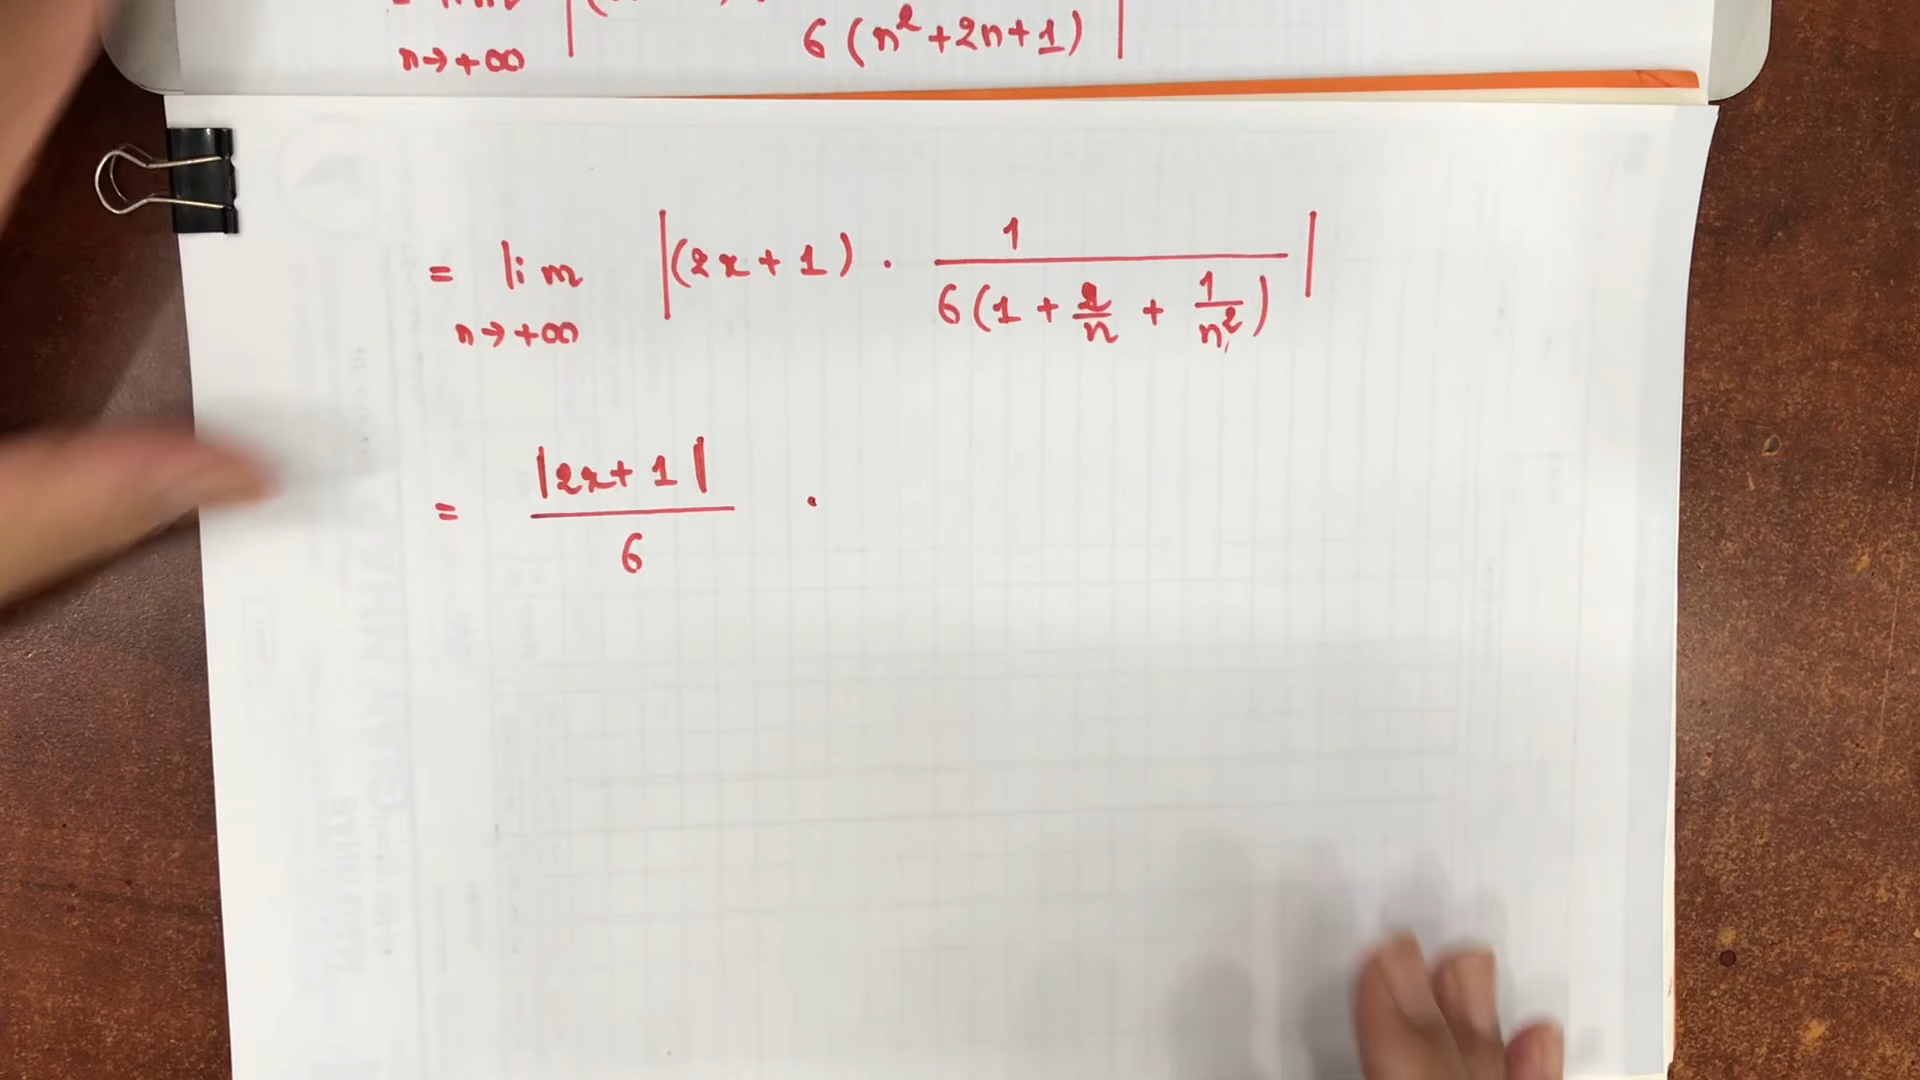 n→+∞ | 6(n²+2n+1) |
= lim |(2x+1) · 1/(6(1 + 2/n + 1/n²))|
n→+∞
= |2x+1|/6 .